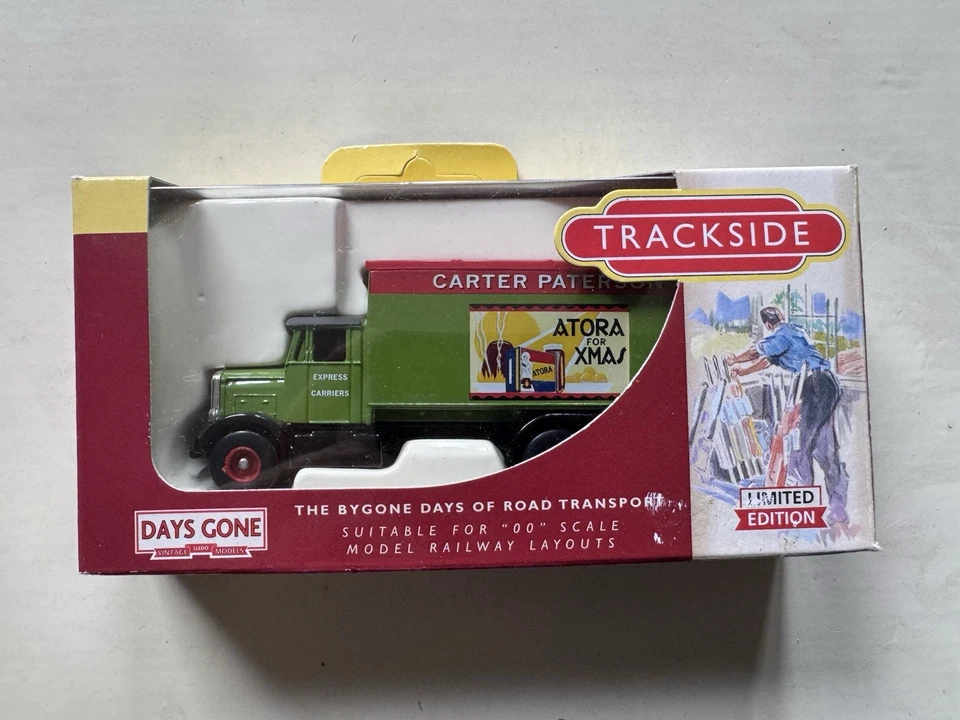 TRACKSIDE
CARTER PATERSON
ATORA
FOR
XMAS
ATORA
EXPRESS
CARRIERS
LIMITED
EDITION
THE BYGONE DAYS OF ROAD TRANSPORT
SUITABLE FOR "00" SCALE
MODEL RAILWAY LAYOUTS
DAYS GONE
VINTAGE LLEDO MODELS